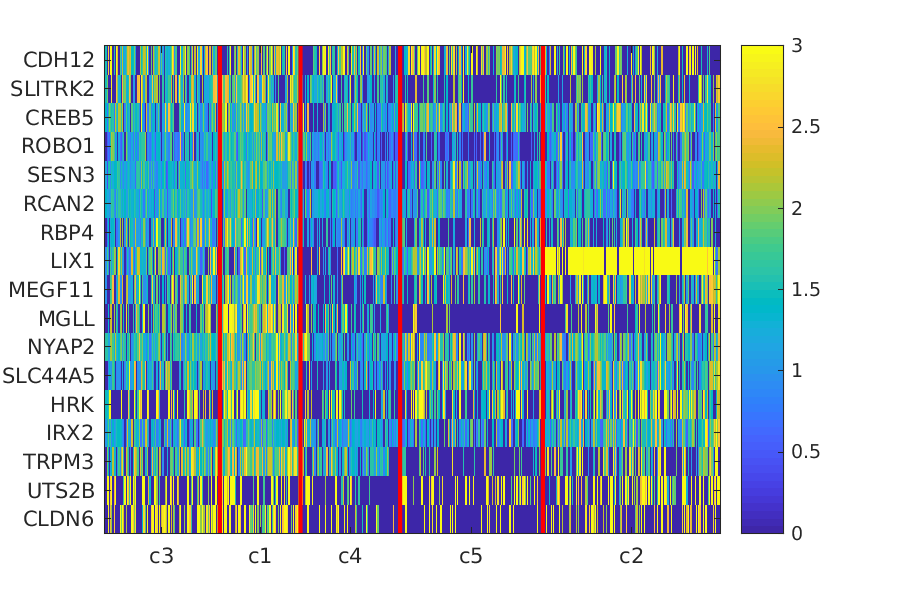 CDH12
SLITRK2
CREB5
ROBO1
SESN3
RCAN2
RBP4
LIX1
MEGF11
MGLL
NYAP2
SLC44A5
HRK
IRX2
TRPM3
UTS2B
CLDN6
c3 c1 c4 c5 c2
3
2.5
2
1.5
1
0.5
0